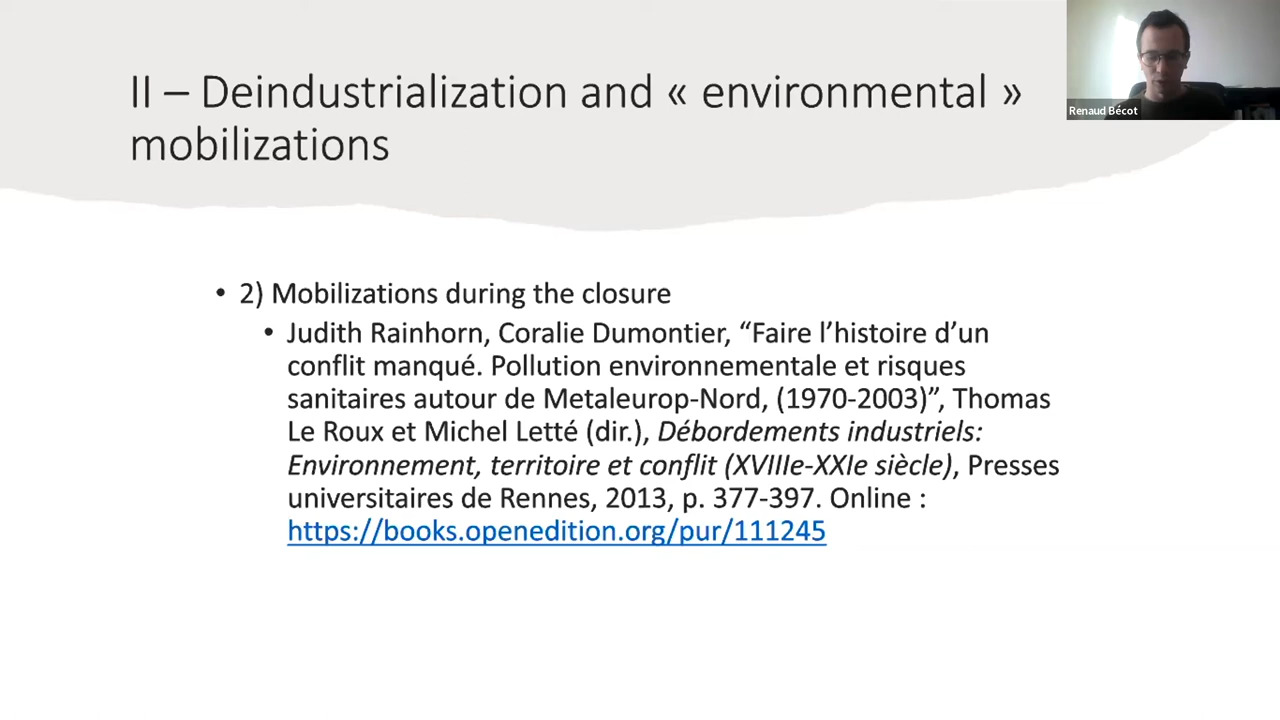 II – Deindustrialization and « environmental »
mobilizations
Renaud Bécot
• 2) Mobilizations during the closure
• Judith Rainhorn, Coralie Dumontier, “Faire l’histoire d’un
conflit manqué. Pollution environnementale et risques
sanitaires autour de Metaleurop-Nord, (1970-2003)”, Thomas
Le Roux et Michel Letté (dir.), Débordements industriels:
Environnement, territoire et conflit (XVIIIe-XXIe siècle), Presses
universitaires de Rennes, 2013, p. 377-397. Online :
https://books.openedition.org/pur/111245